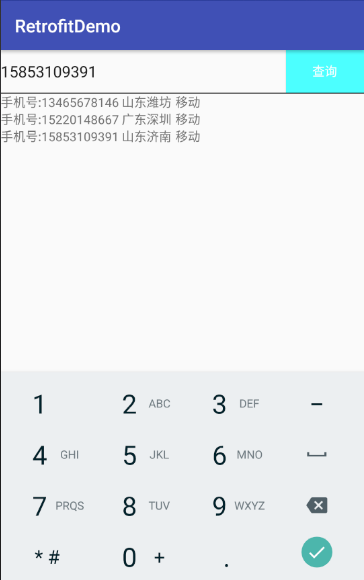 RetrofitDemo
15853109391 查询
手机号:13465678146 山东潍坊 移动
手机号:15220148667 广东深圳 移动
手机号:15853109391 山东济南 移动
1 2 ABC 3 DEF -
4 GHI 5 JKL 6 MNO
7 PRQS 8 TUV 9 WXYZ
* # 0 + .